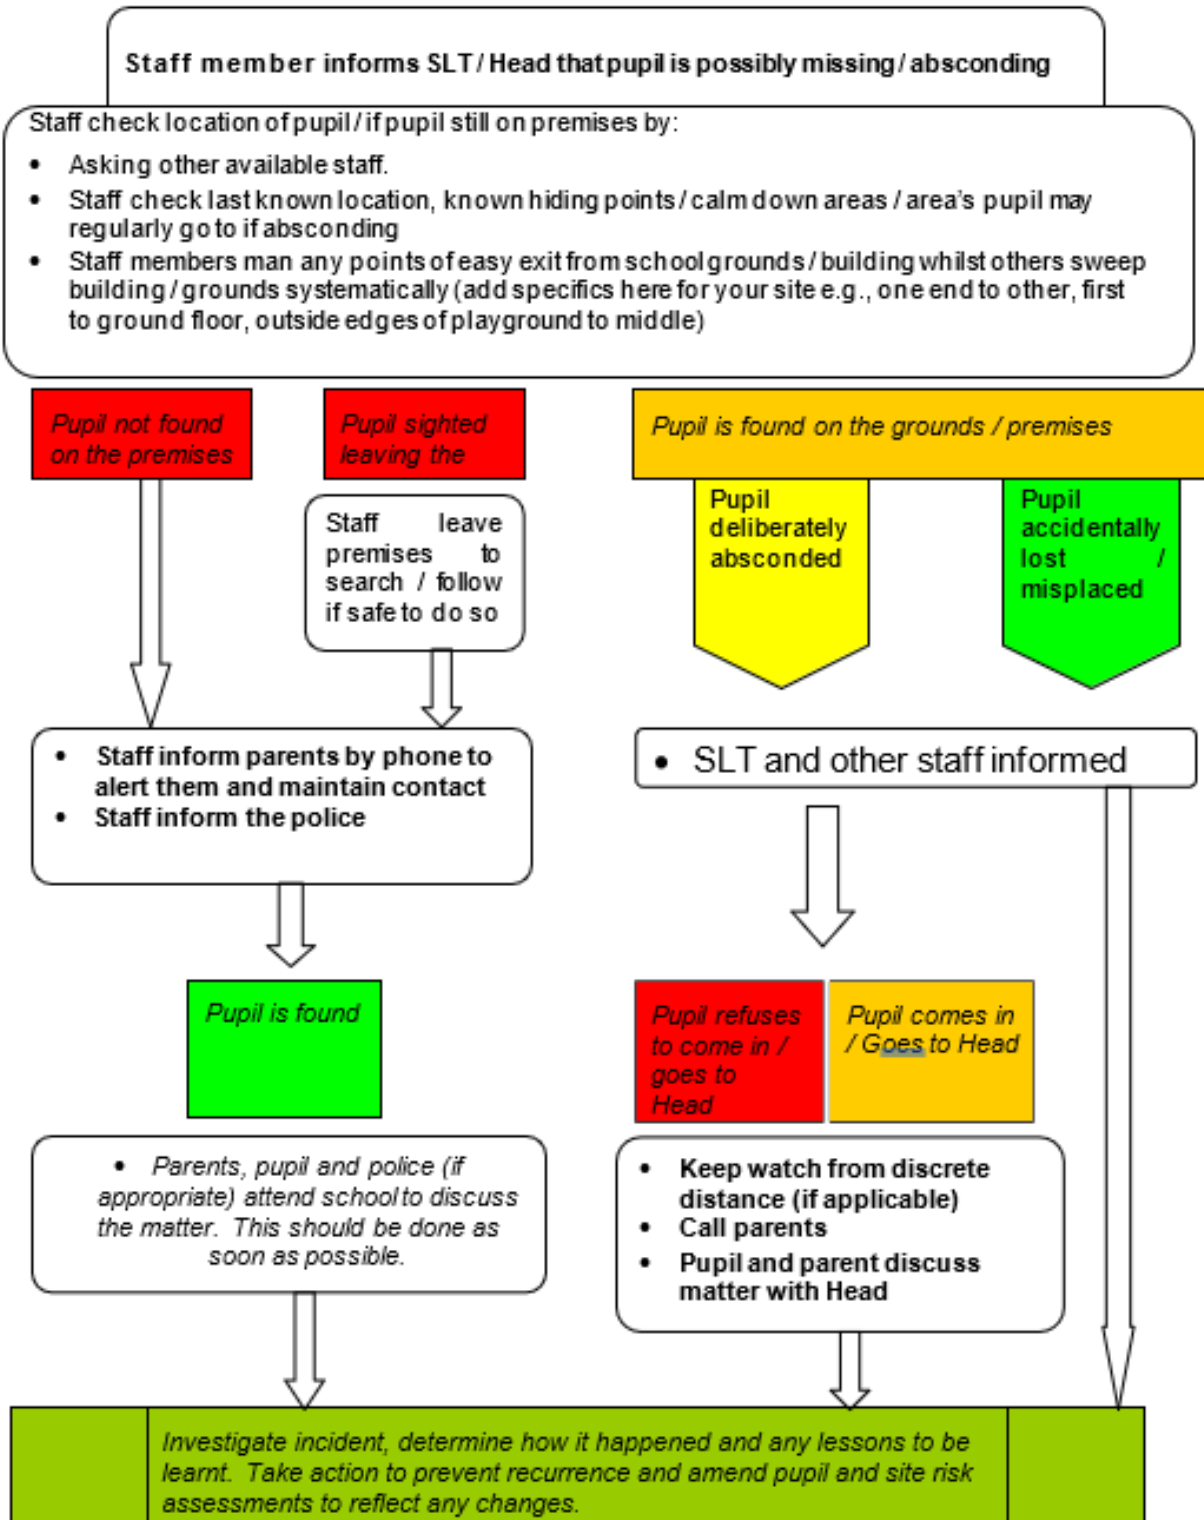 Staff member informs SLT / Head that pupil is possibly missing / absconding
Staff check location of pupil / if pupil still on premises by:
• Asking other available staff.
• Staff check last known location, known hiding points / calm down areas / area's pupil may
regularly go to if absconding
• Staff members man any points of easy exit from school grounds / building whilst others sweep
building / grounds systematically (add specifics here for your site e.g., one end to other, first
to ground floor, outside edges of playground to middle)
Pupil not found
on the premises
Pupil sighted
leaving the
Pupil is found on the grounds / premises
Staff leave
premises to
search / follow
if safe to do so
Pupil
deliberately
absconded
Pupil
accidentally
lost /
misplaced
• Staff inform parents by phone to
alert them and maintain contact
• Staff inform the police
• SLT and other staff informed
Pupil is found
Pupil refuses
to come in /
goes to
Head
Pupil comes in
/ Goes to Head
• Parents, pupil and police (if
appropriate) attend school to discuss
the matter. This should be done as
soon as possible.
• Keep watch from discrete
distance (if applicable)
• Call parents
• Pupil and parent discuss
matter with Head
Investigate incident, determine how it happened and any lessons to be
learnt. Take action to prevent recurrence and amend pupil and site risk
assessments to reflect any changes.